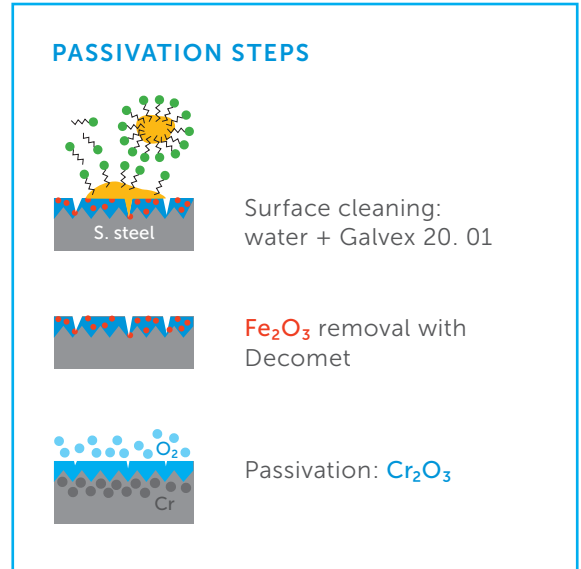 PASSIVATION STEPS
S. steel
Surface cleaning:
water + Galvex 20. 01
Fe₂O₃ removal with
Decomet
O₂
Cr
Passivation: Cr₂O₃